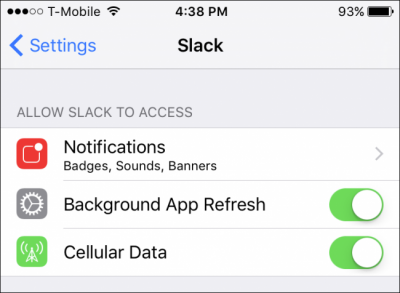 T-Mobile 4:38 PM 93%
Settings Slack
ALLOW SLACK TO ACCESS
Notifications
Badges, Sounds, Banners
Background App Refresh
Cellular Data